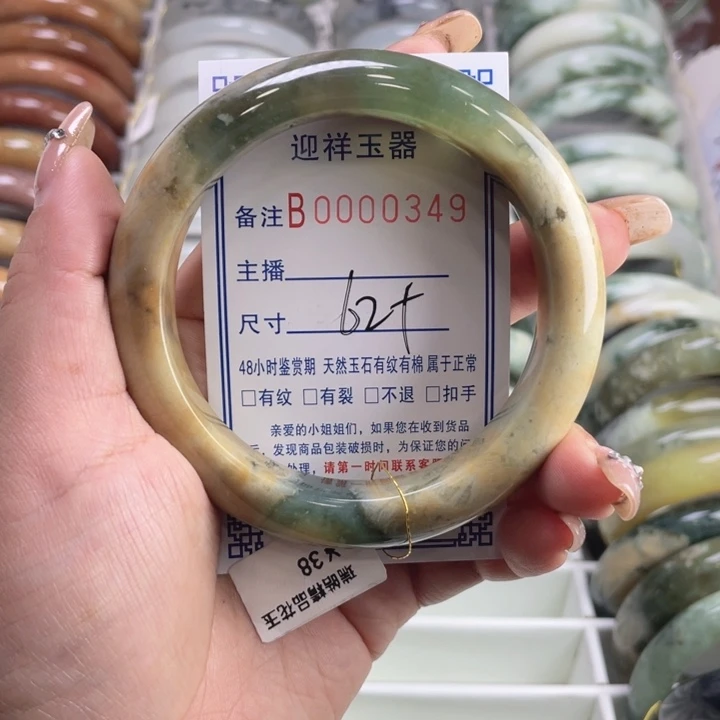 迎祥玉器
备注B0000349
主播
尺寸 62+
48小时鉴赏期 天然玉石有纹有棉 属于正常
□有纹 □有裂 □不退 □扣手
亲爱的小姐姐们，如果您在收到货品
，发现商品包装破损时，为保证您的
处理，请第一时间联系客
瑞皓精品花玉
¥38